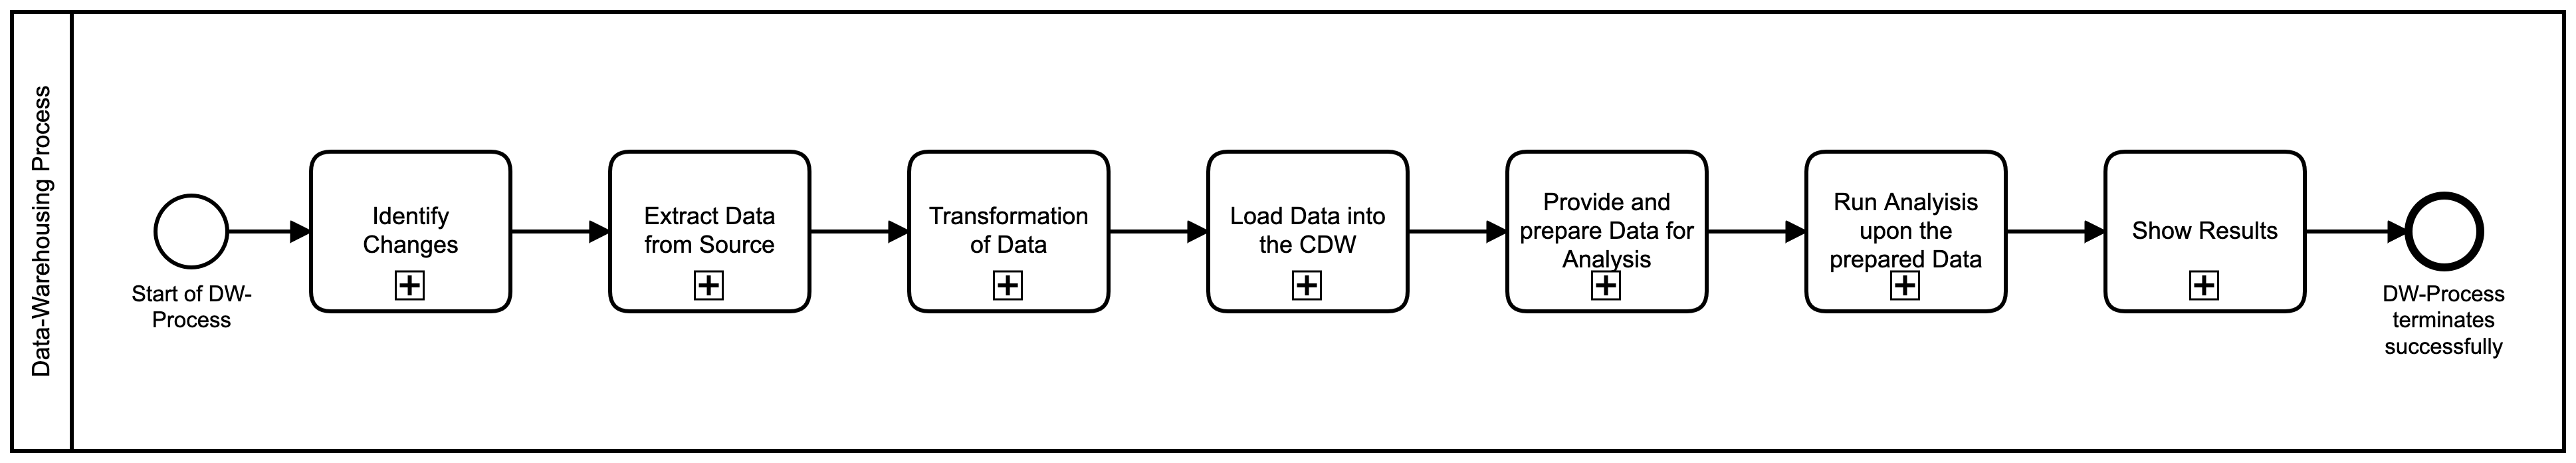 Data-Warehousing Process
Start of DW-
Process
Identify
Changes
Extract Data
from Source
Transformation
of Data
Load Data into
the CDW
Provide and
prepare Data for
Analysis
Run Analyisis
upon the
prepared Data
Show Results
DW-Process
terminates
successfully